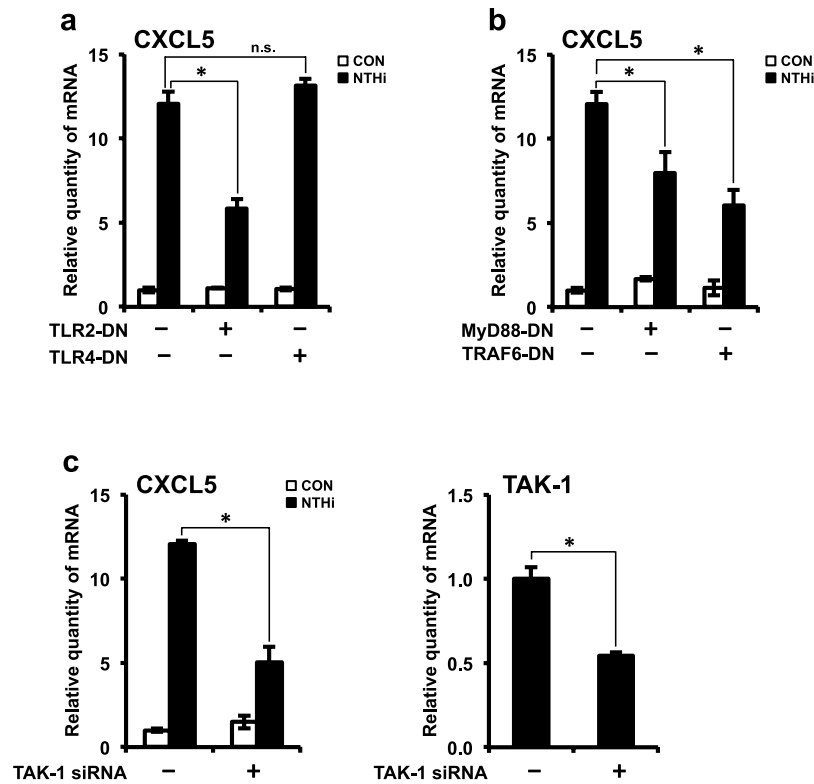 a
CXCL5
n.s.
*
CON
NTHi
Relative quantity of mRNA
15
10
5
0
TLR2-DN − + −
TLR4-DN − − +
b
CXCL5
*
*
CON
NTHi
Relative quantity of mRNA
15
10
5
0
MyD88-DN − + −
TRAF6-DN − − +
c
CXCL5
*
CON
NTHi
Relative quantity of mRNA
15
10
5
0
TAK-1 siRNA − +
TAK-1
*
Relative quantity of mRNA
1.5
1.0
0.5
0.0
TAK-1 siRNA − +